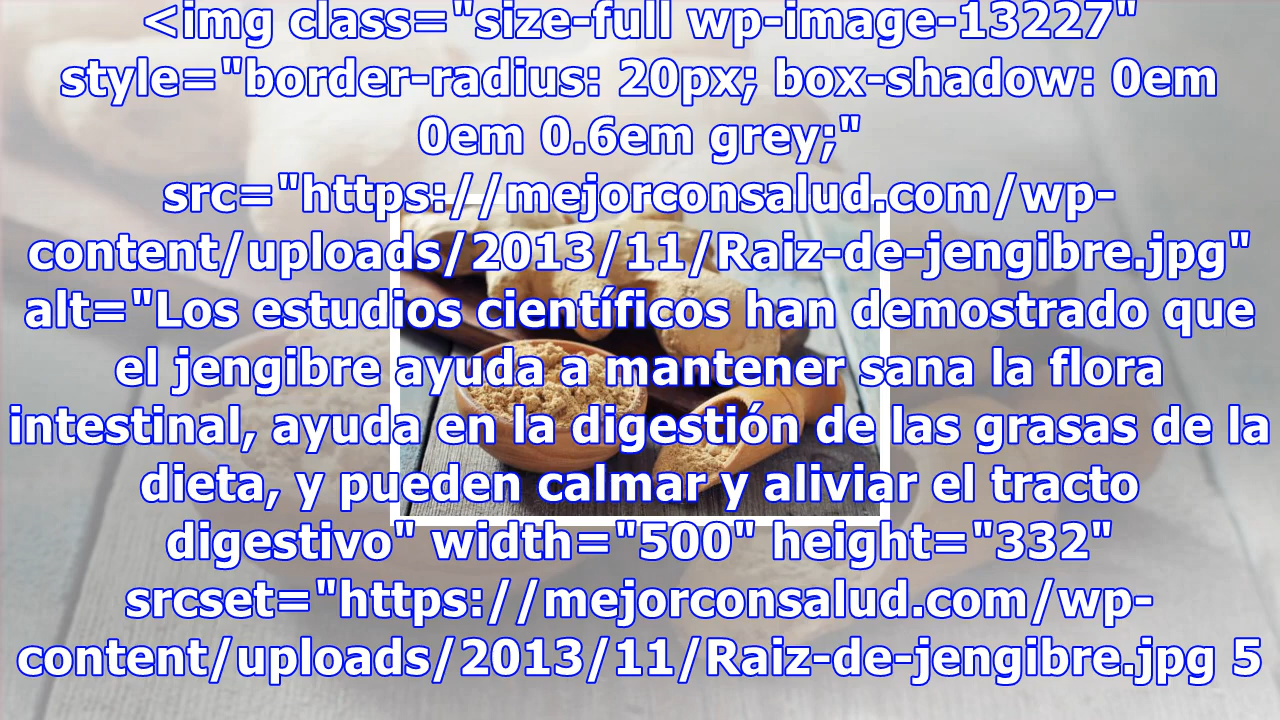 <img class="size-full wp-image-13227"
style="border-radius: 20px; box-shadow: 0em
0em 0.6em grey;"
src="https://mejorconsalud.com/wp-
content/uploads/2013/11/Raiz-de-jengibre.jpg"
alt="Los estudios científicos han demostrado que
el jengibre ayuda a mantener sana la flora
intestinal, ayuda en la digestión de las grasas de la
dieta, y pueden calmar y aliviar el tracto
digestivo" width="500" height="332"
srcset="https://mejorconsalud.com/wp-
content/uploads/2013/11/Raiz-de-jengibre.jpg 5